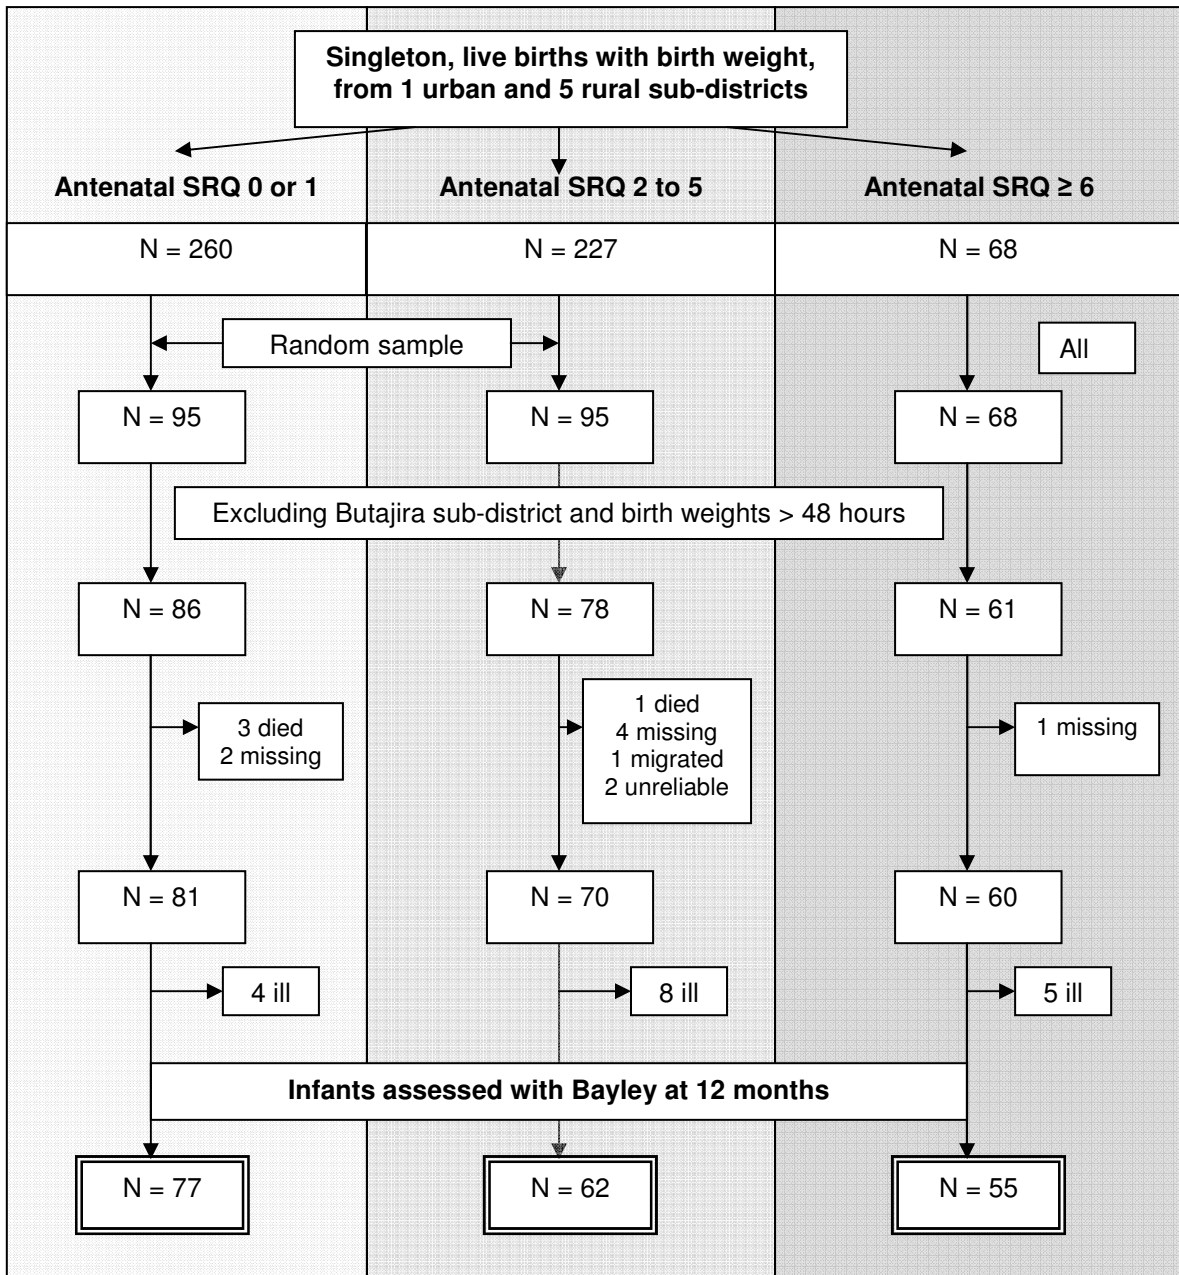 Singleton, live births with birth weight,
from 1 urban and 5 rural sub-districts
Antenatal SRQ 0 or 1
Antenatal SRQ 2 to 5
Antenatal SRQ ≥ 6
N = 260
N = 227
N = 68
Random sample
All
N = 95
N = 95
N = 68
Excluding Butajira sub-district and birth weights > 48 hours
N = 86
N = 78
N = 61
3 died
2 missing
1 died
4 missing
1 migrated
2 unreliable
1 missing
N = 81
N = 70
N = 60
4 ill
8 ill
5 ill
Infants assessed with Bayley at 12 months
N = 77
N = 62
N = 55